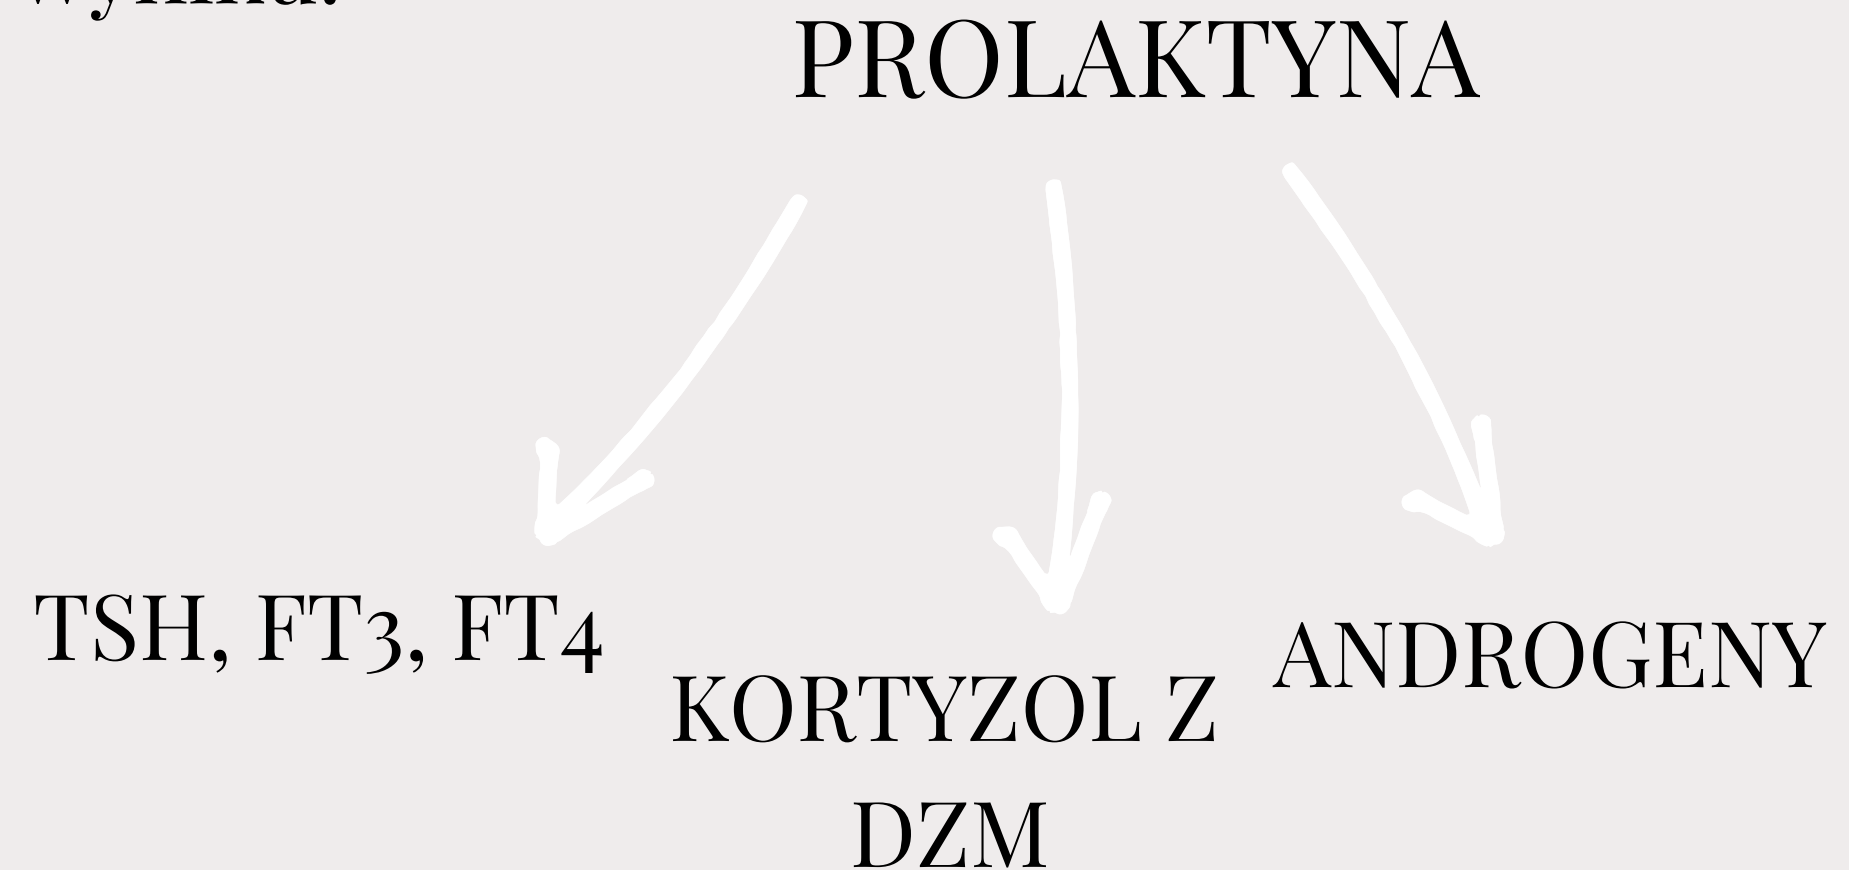 PROLAKTYNA
TSH, FT3, FT4
ANDROGENY
KORTYZOL Z
DZM